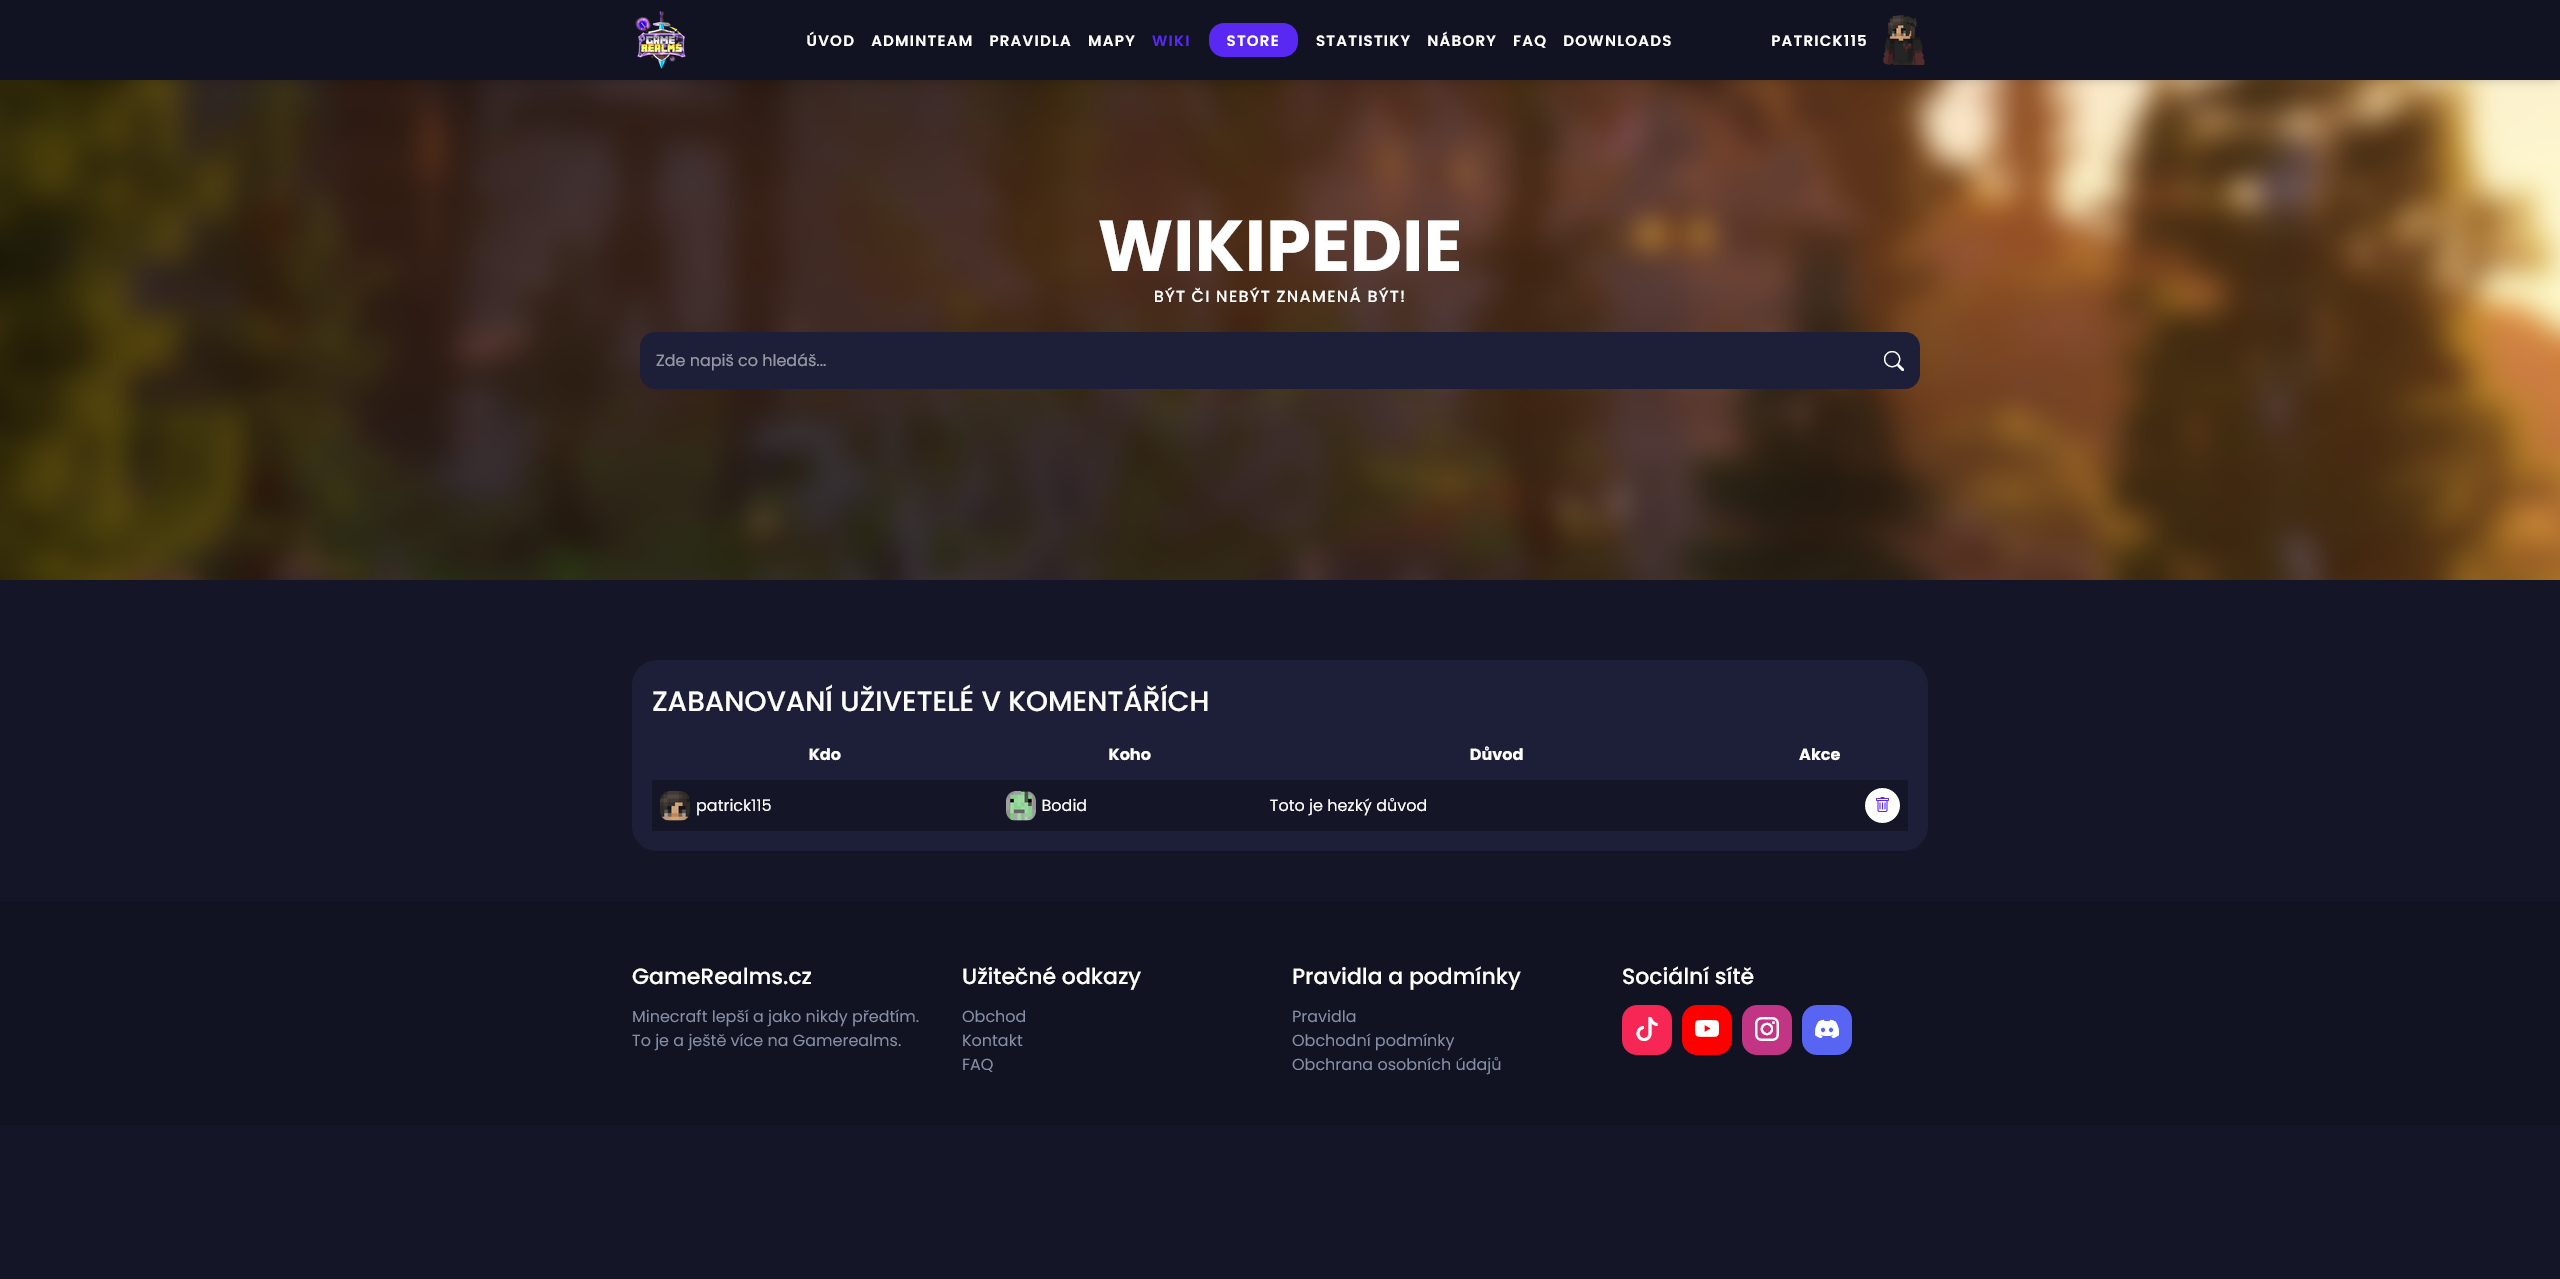 GAME
REALMS
ÚVOD ADMINTEAM PRAVIDLA MAPY WIKI STORE STATISTIKY NÁBORY FAQ DOWNLOADS PATRICK115
WIKIPEDIE
BÝT ČI NEBÝT ZNAMENÁ BÝT!
Zde napiš co hledáš...
ZABANOVANÍ UŽIVETELÉ V KOMENTÁŘÍCH
Kdo Koho Důvod Akce
patrick115 Bodid Toto je hezký důvod
GameRealms.cz
Minecraft lepší a jako nikdy předtím.
To je a ještě více na Gamerealms.
Užitečné odkazy
Obchod
Kontakt
FAQ
Pravidla a podmínky
Pravidla
Obchodní podmínky
Obchrana osobních údajů
Sociální sítě